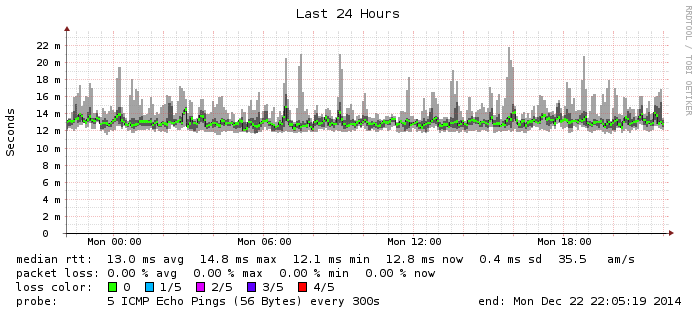 Last 24 Hours
RRDTOOL / TOBI OETIKER
Seconds
22 m
20 m
18 m
16 m
14 m
12 m
10 m
8 m
6 m
4 m
2 m
0
Mon 00:00 Mon 06:00 Mon 12:00 Mon 18:00
median rtt: 13.0 ms avg 14.8 ms max 12.1 ms min 12.8 ms now 0.4 ms sd 35.5 am/s
packet loss: 0.00 % avg 0.00 % max 0.00 % min 0.00 % now
loss color: 0 1/5 2/5 3/5 4/5
probe: 5 ICMP Echo Pings (56 Bytes) every 300s end: Mon Dec 22 22:05:19 2014